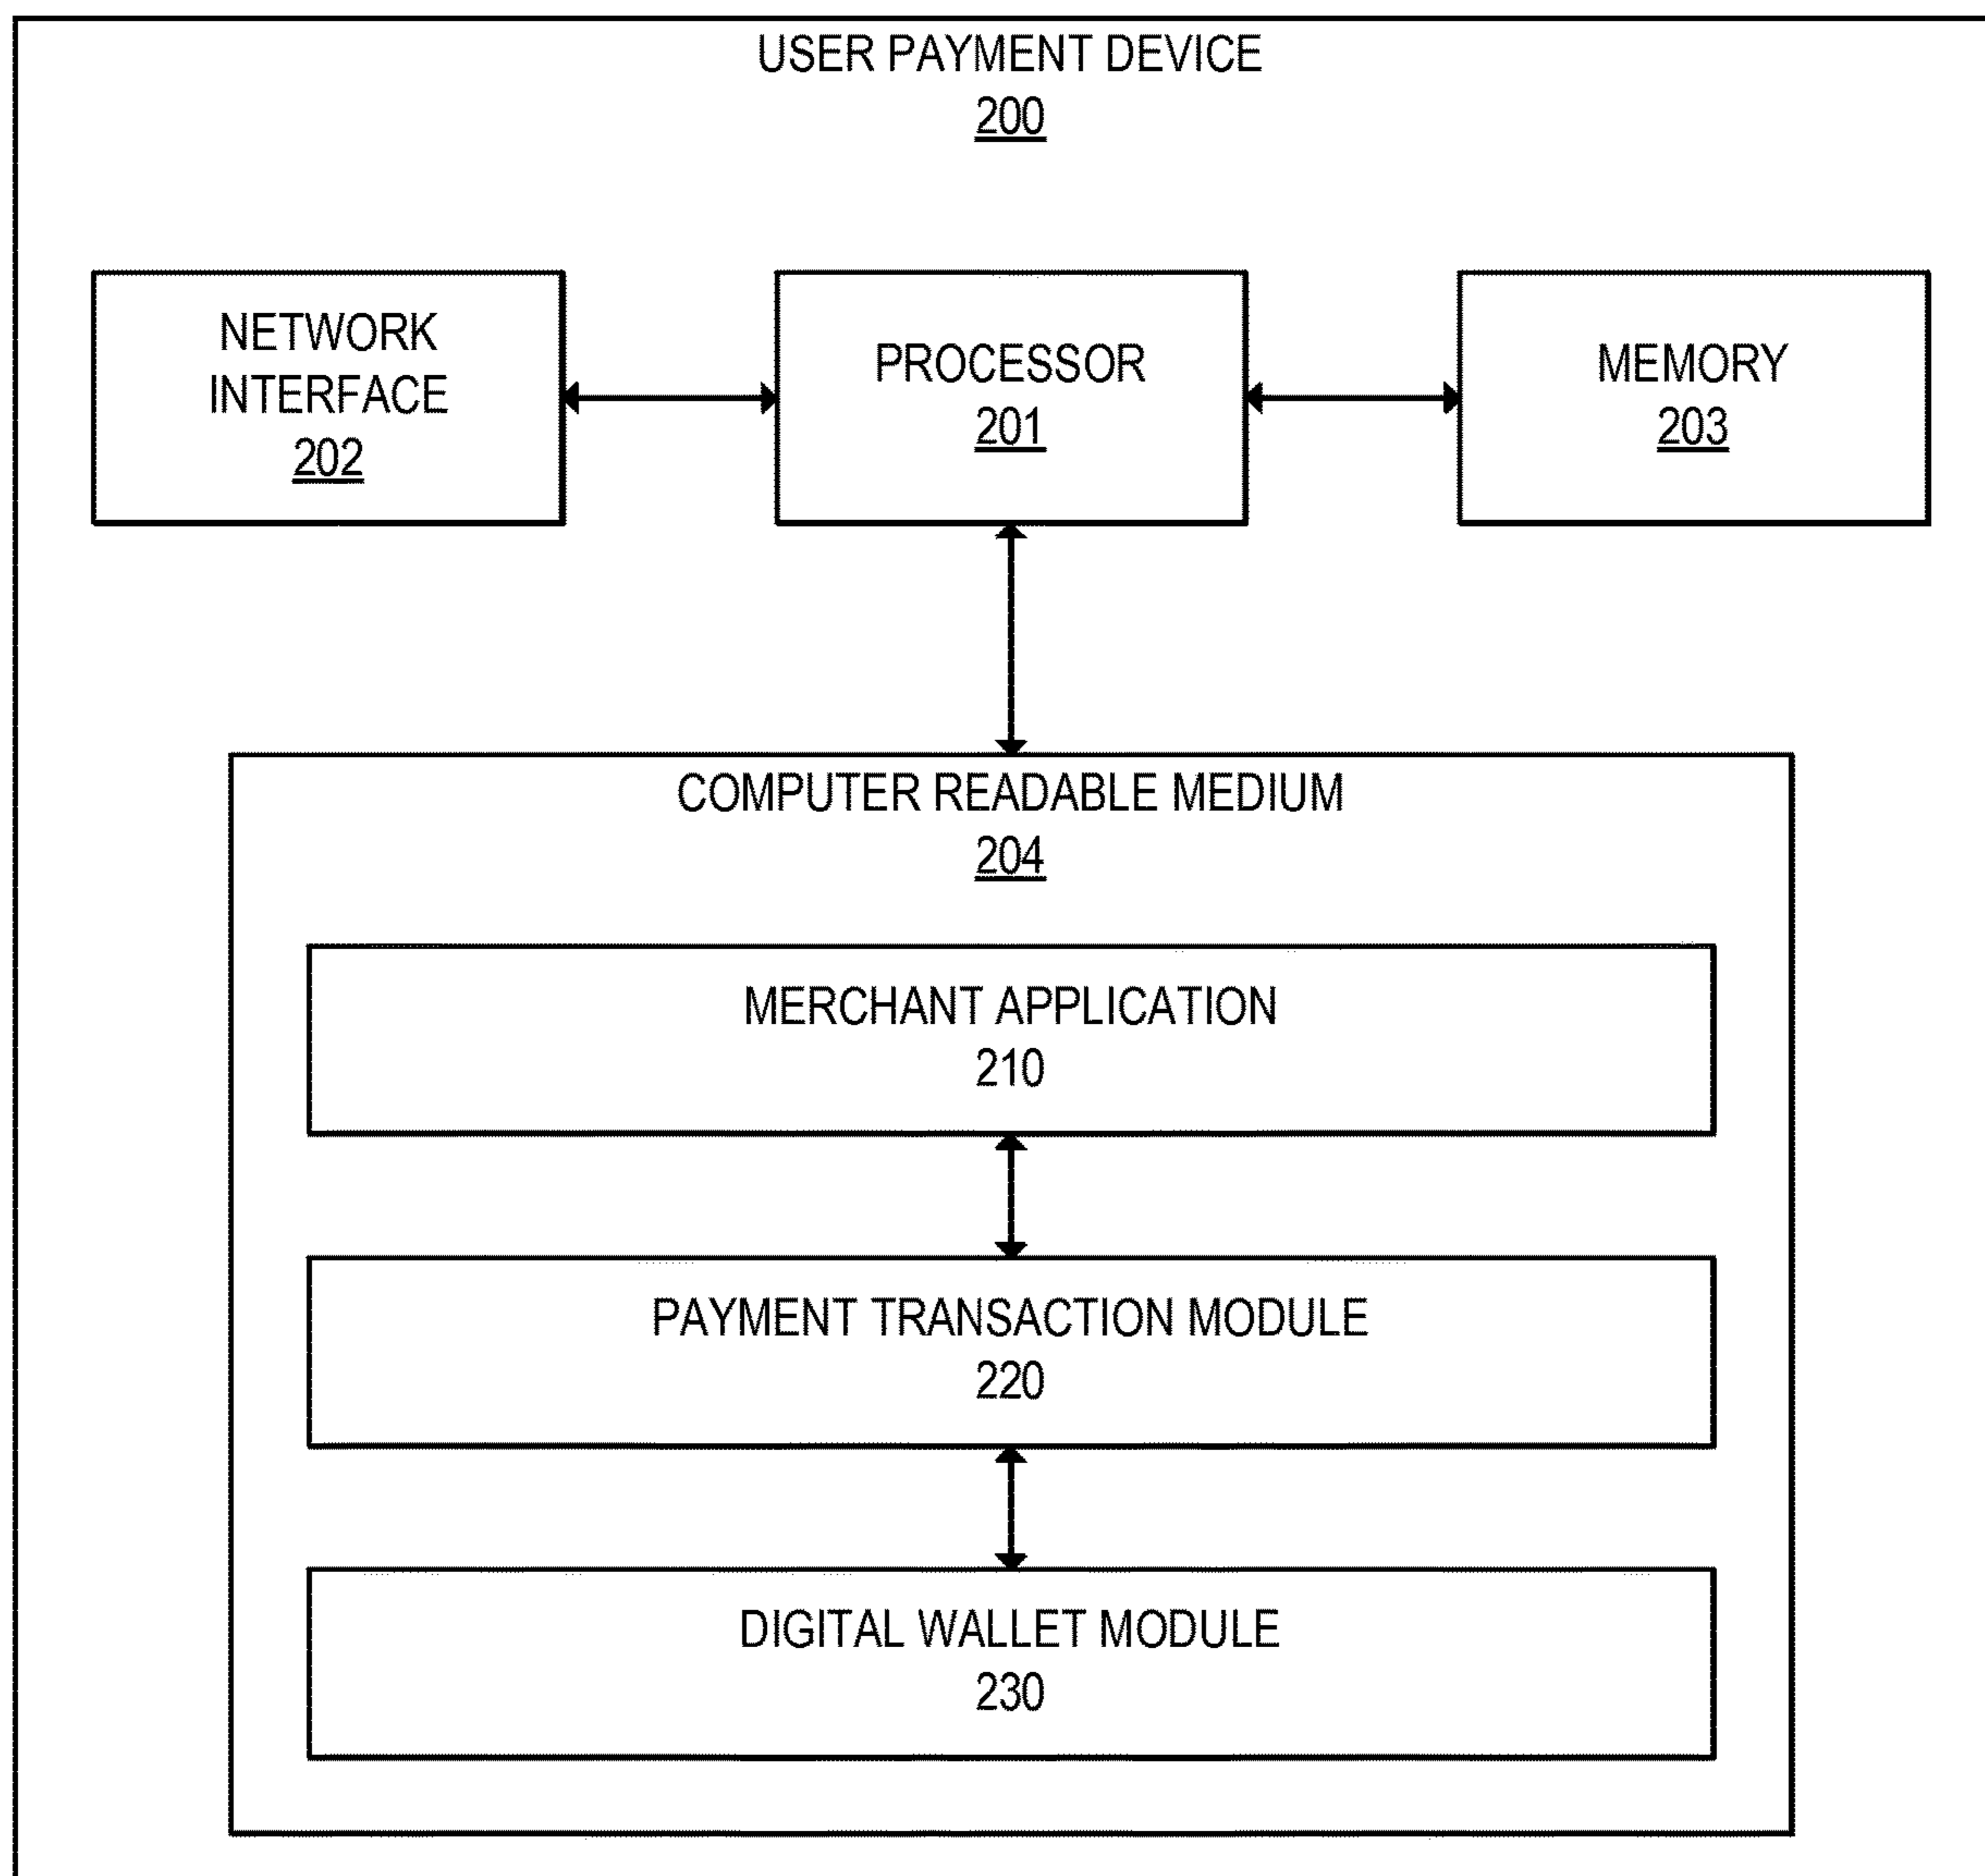 USER PAYMENT DEVICE
200
NETWORK
INTERFACE
202
PROCESSOR
201
MEMORY
203
COMPUTER READABLE MEDIUM
204
MERCHANT APPLICATION
210
PAYMENT TRANSACTION MODULE
220
DIGITAL WALLET MODULE
230